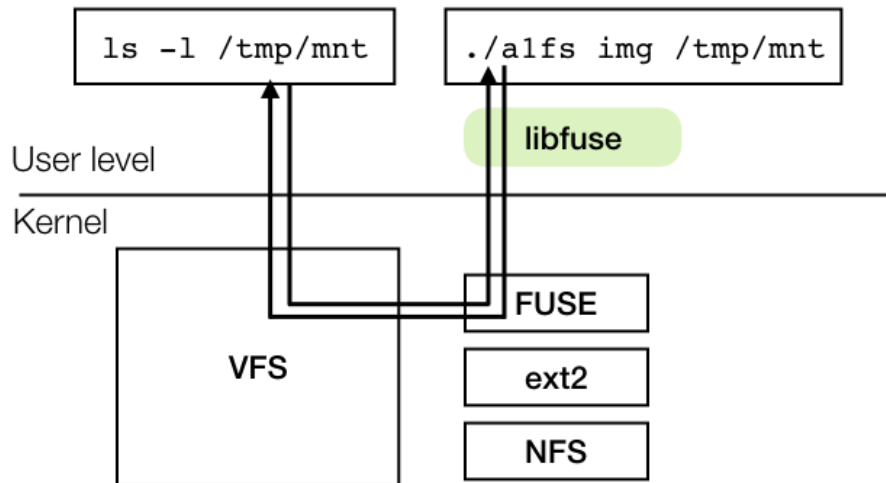 ls -l /tmp/mnt
./a1fs img /tmp/mnt
libfuse
User level
Kernel
FUSE
VFS
ext2
NFS